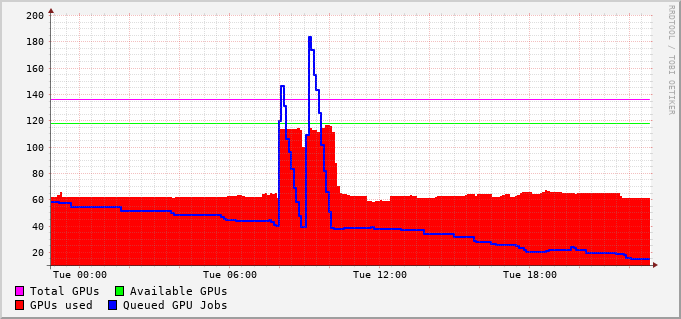 200
180
160
140
120
100
80
60
40
20
Tue 00:00 Tue 06:00 Tue 12:00 Tue 18:00
Total GPUs Available GPUs
GPUs used Queued GPU Jobs
RRDTOOL / TOBI OETIKER